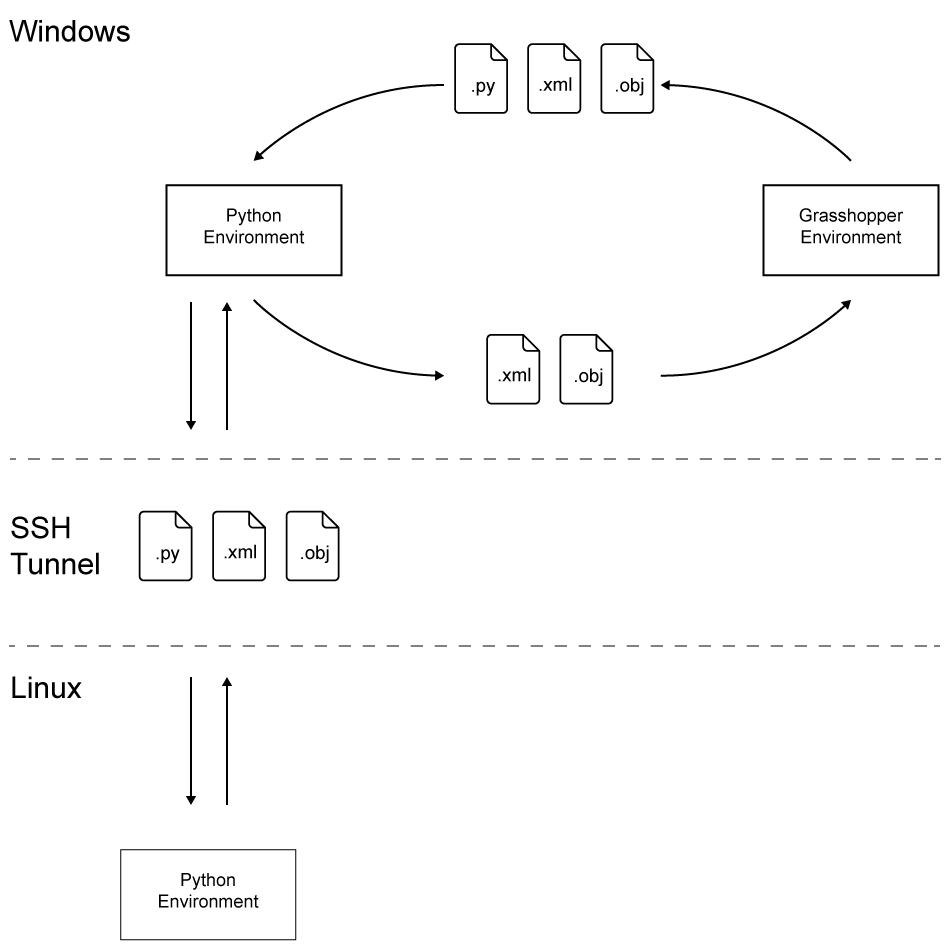 Windows
.py .xml .obj
Python
Environment
Grasshopper
Environment
.xml .obj
SSH
Tunnel
.py .xml .obj
Linux
Python
Environment